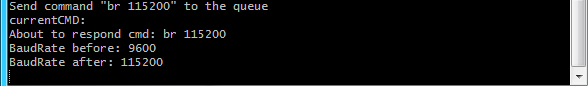 Send command "br 115200" to the queue
currentCMD:
About to respond cmd: br 115200
BaudRate before: 9600
BaudRate after: 115200